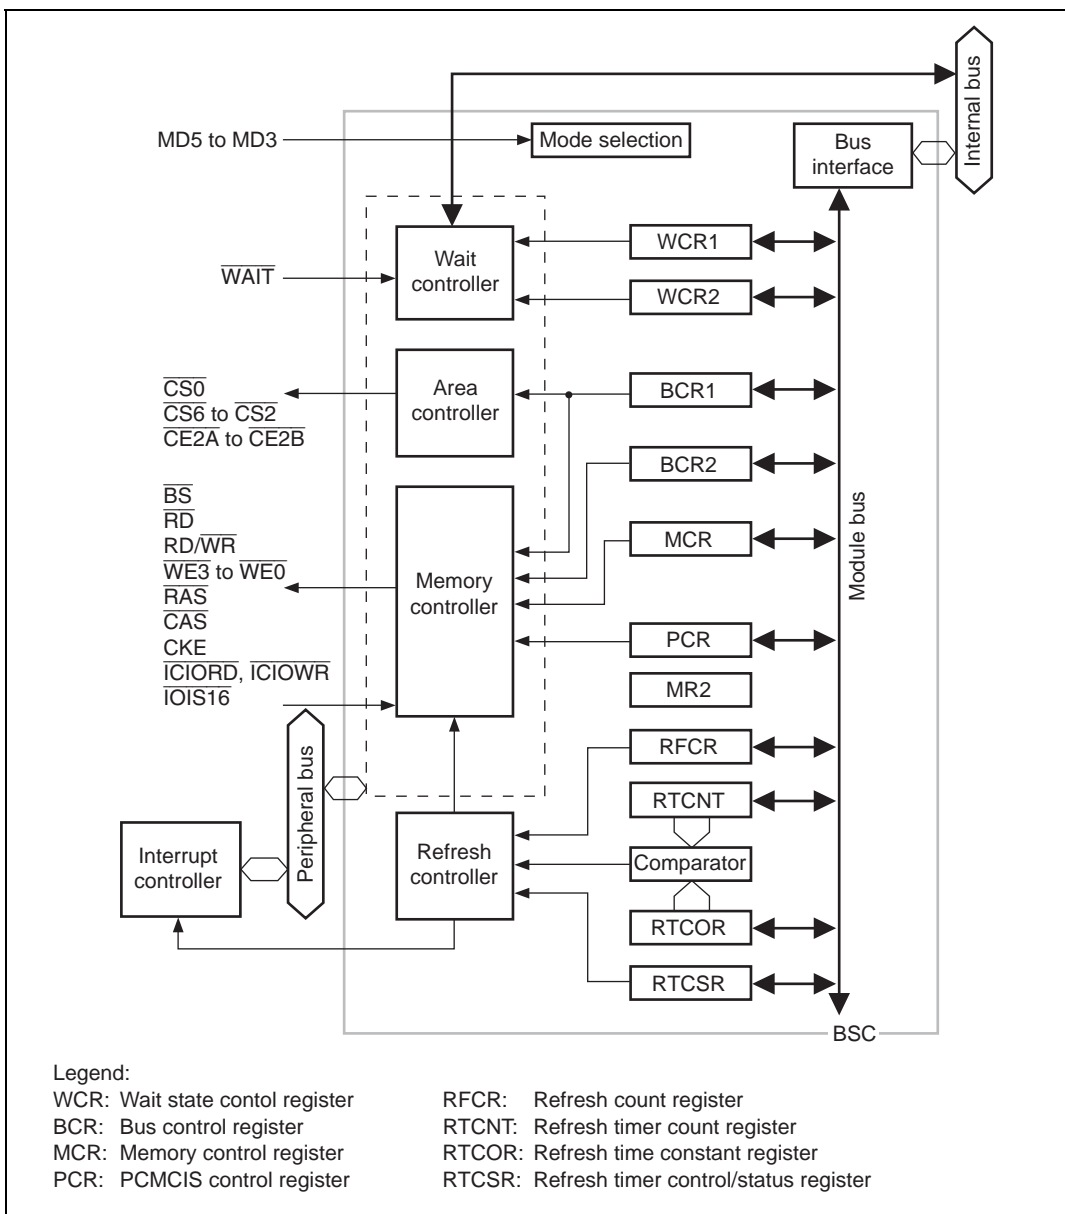 Internal bus
MD5 to MD3
Mode selection
Bus
interface
WAIT
Wait
controller
WCR1
WCR2
CS0
CS6 to CS2
CE2A to CE2B
Area
controller
BCR1
BCR2
BS
RD
RD/WR
WE3 to WE0
RAS
CAS
CKE
ICIORD, ICIOWR
IOIS16
Memory
controller
MCR
Module bus
PCR
MR2
RFCR
RTCNT
Peripheral bus
Interrupt
controller
Refresh
controller
Comparator
RTCOR
RTCSR
BSC
Legend:
WCR: Wait state contol register
BCR: Bus control register
MCR: Memory control register
PCR: PCMCIS control register
RFCR: Refresh count register
RTCNT: Refresh timer count register
RTCOR: Refresh time constant register
RTCSR: Refresh timer control/status register